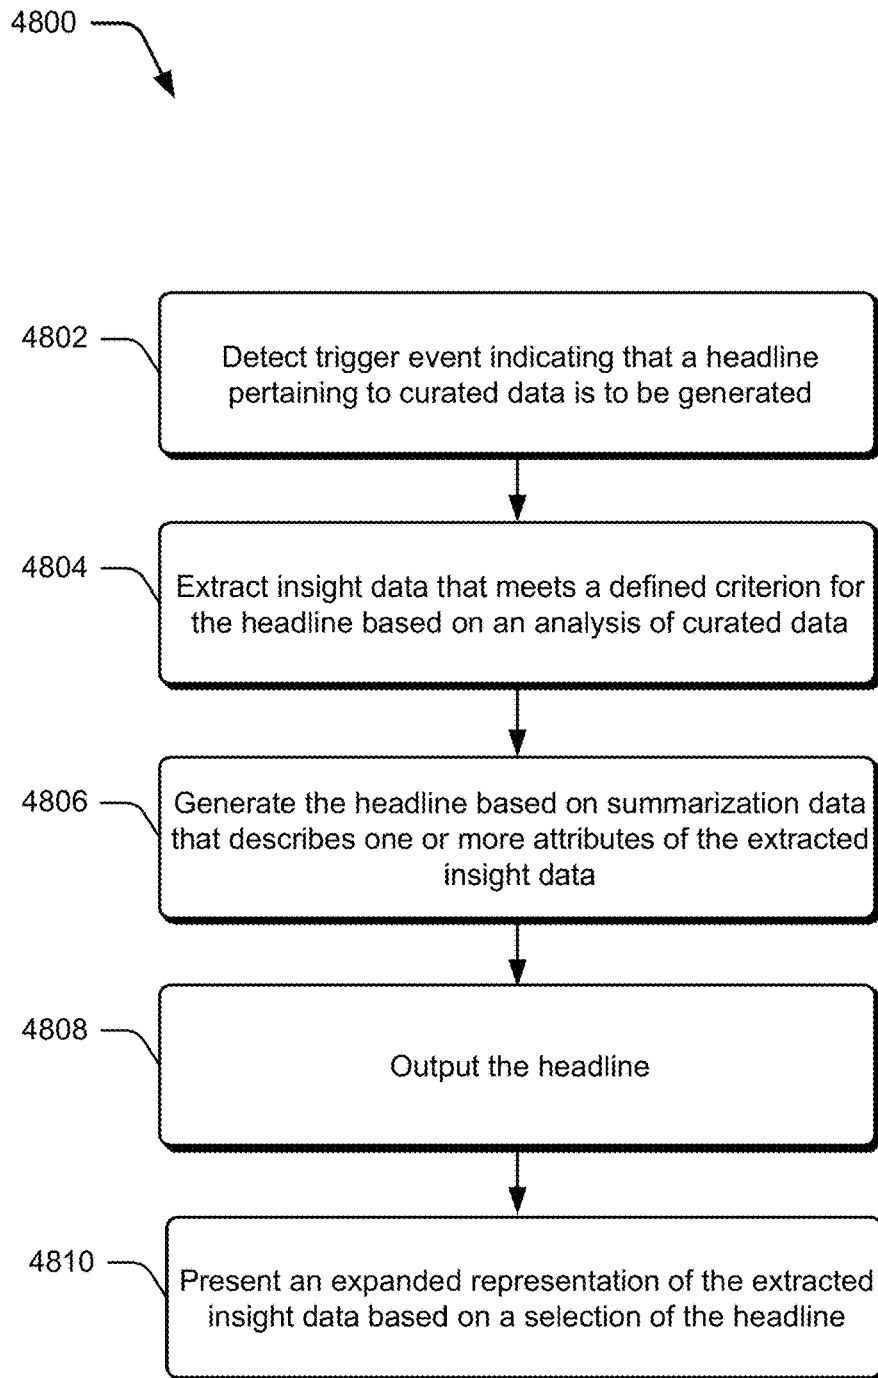 4800
4802
Detect trigger event indicating that a headline
pertaining to curated data is to be generated
4804
Extract insight data that meets a defined criterion for
the headline based on an analysis of curated data
4806
Generate the headline based on summarization data
that describes one or more attributes of the extracted
insight data
4808
Output the headline
4810
Present an expanded representation of the extracted
insight data based on a selection of the headline